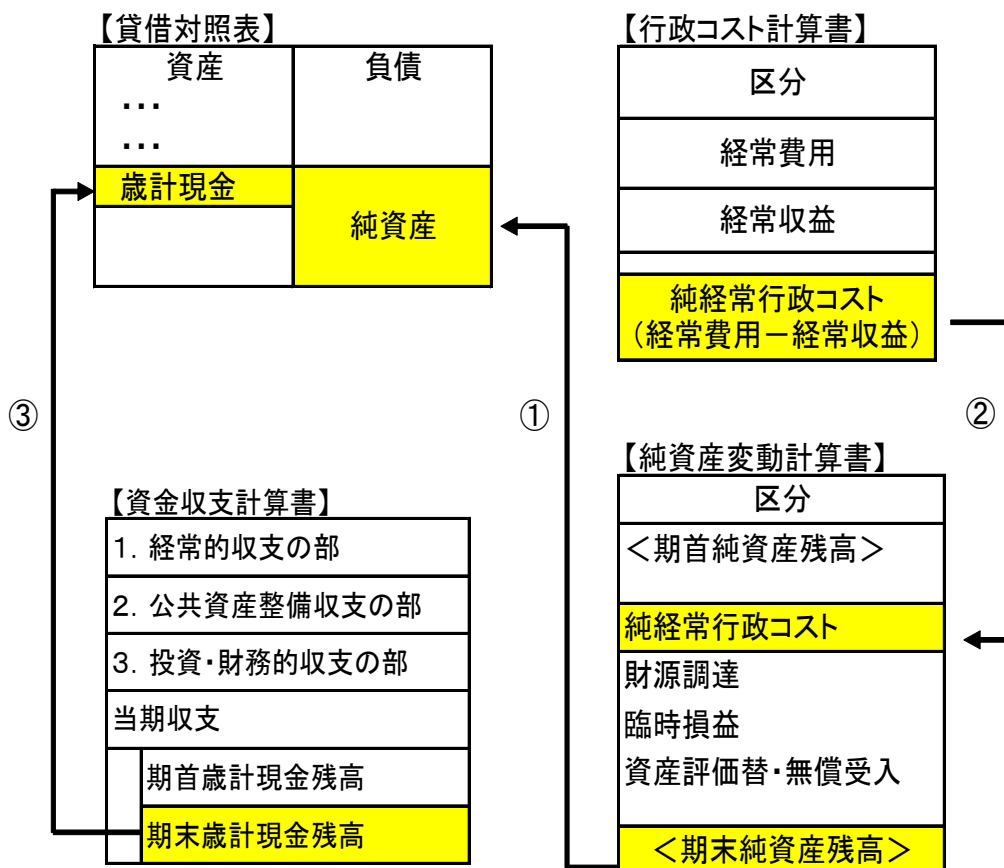 【貸借対照表】
資産
・・・
・・・
歳計現金
負債
純資産
【行政コスト計算書】
区分
経常費用
経常収益
純経常行政コスト
（経常費用－経常収益）
③
①
②
【資金収支計算書】
1．経常的収支の部
2．公共資産整備収支の部
3．投資・財務的収支の部
当期収支
期首歳計現金残高
期末歳計現金残高
【純資産変動計算書】
区分
＜期首純資産残高＞
純経常行政コスト
財源調達
臨時損益
資産評価替・無償受入
＜期末純資産残高＞